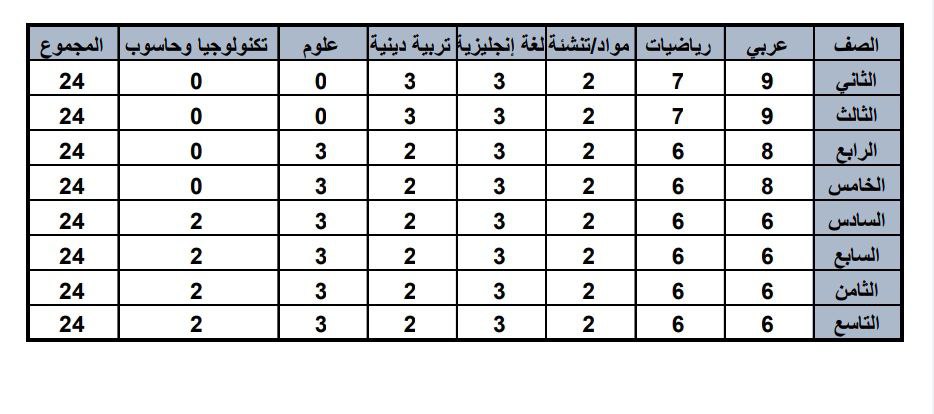 الصف عربي رياضيات مواد/تنشئة لغة إنجليزية تربية دينية علوم تكنولوجيا وحاسوب المجموع
الثاني 9 7 2 3 3 0 0 24
الثالث 9 7 2 3 3 0 0 24
الرابع 8 6 2 3 2 3 0 24
الخامس 8 6 2 3 2 3 0 24
السادس 6 6 2 3 2 3 2 24
السابع 6 6 2 3 2 3 2 24
الثامن 6 6 2 3 2 3 2 24
التاسع 6 6 2 3 2 3 2 24